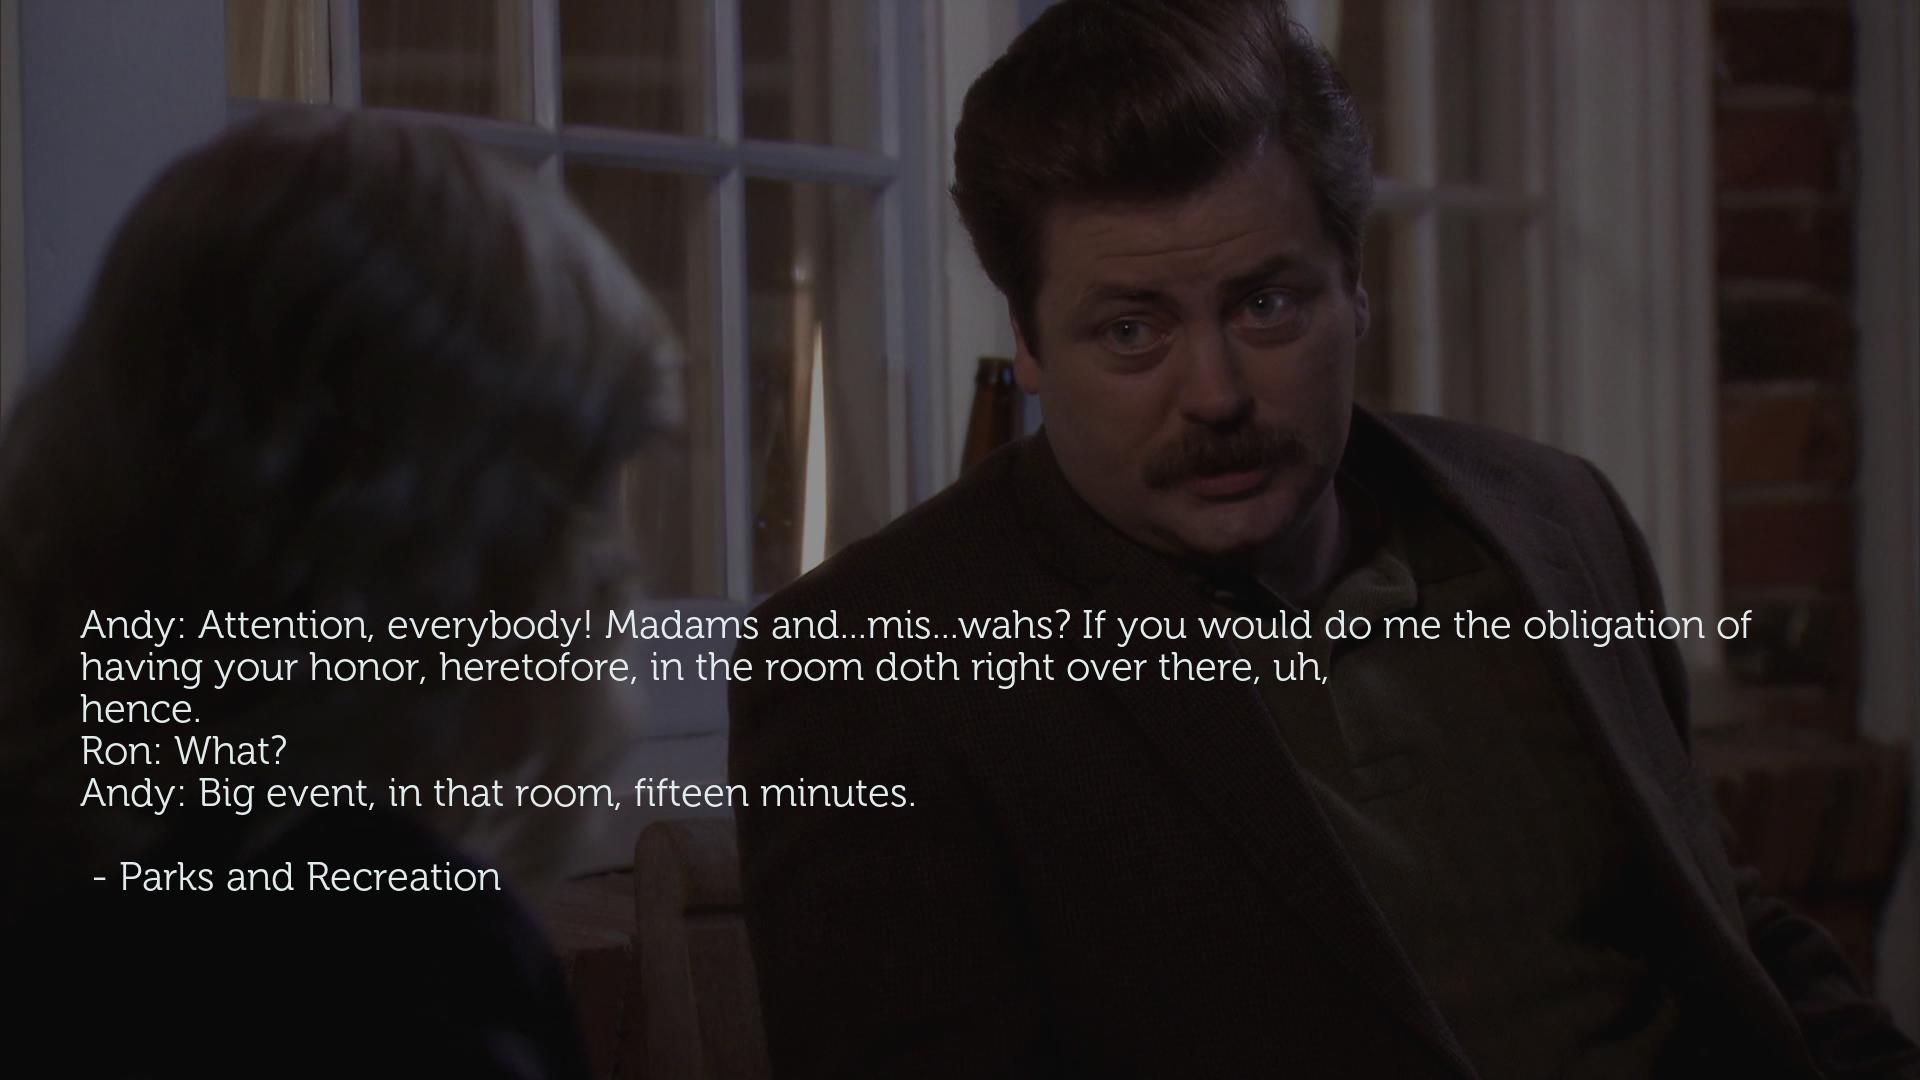 Andy: Attention, everybody! Madams and...mis...wahs? If you would do me the obligation of
having your honor, heretofore, in the room doth right over there, uh,
hence.
Ron: What?
Andy: Big event, in that room, fifteen minutes.
- Parks and Recreation